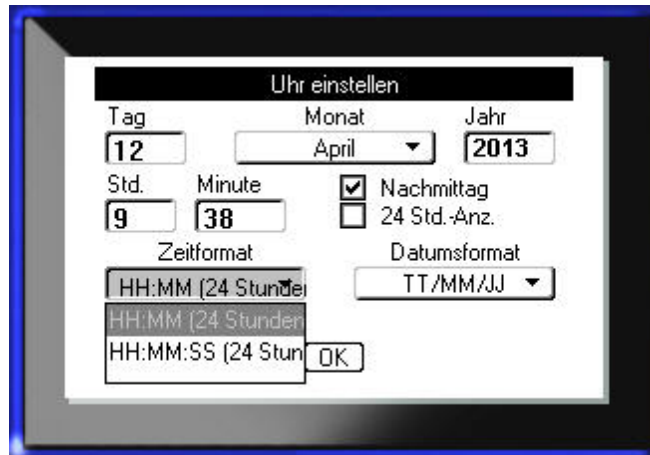 Uhr einstellen
Tag Monat Jahr
12 April 2013
Std. Minute Nachmittag
9 38 24 Std.-Anz.
Zeitformat Datumsformat
HH:MM (24 Stunden TT/MM/JJ
HH:MM (24 Stunden
HH:MM:SS (24 Stun OK